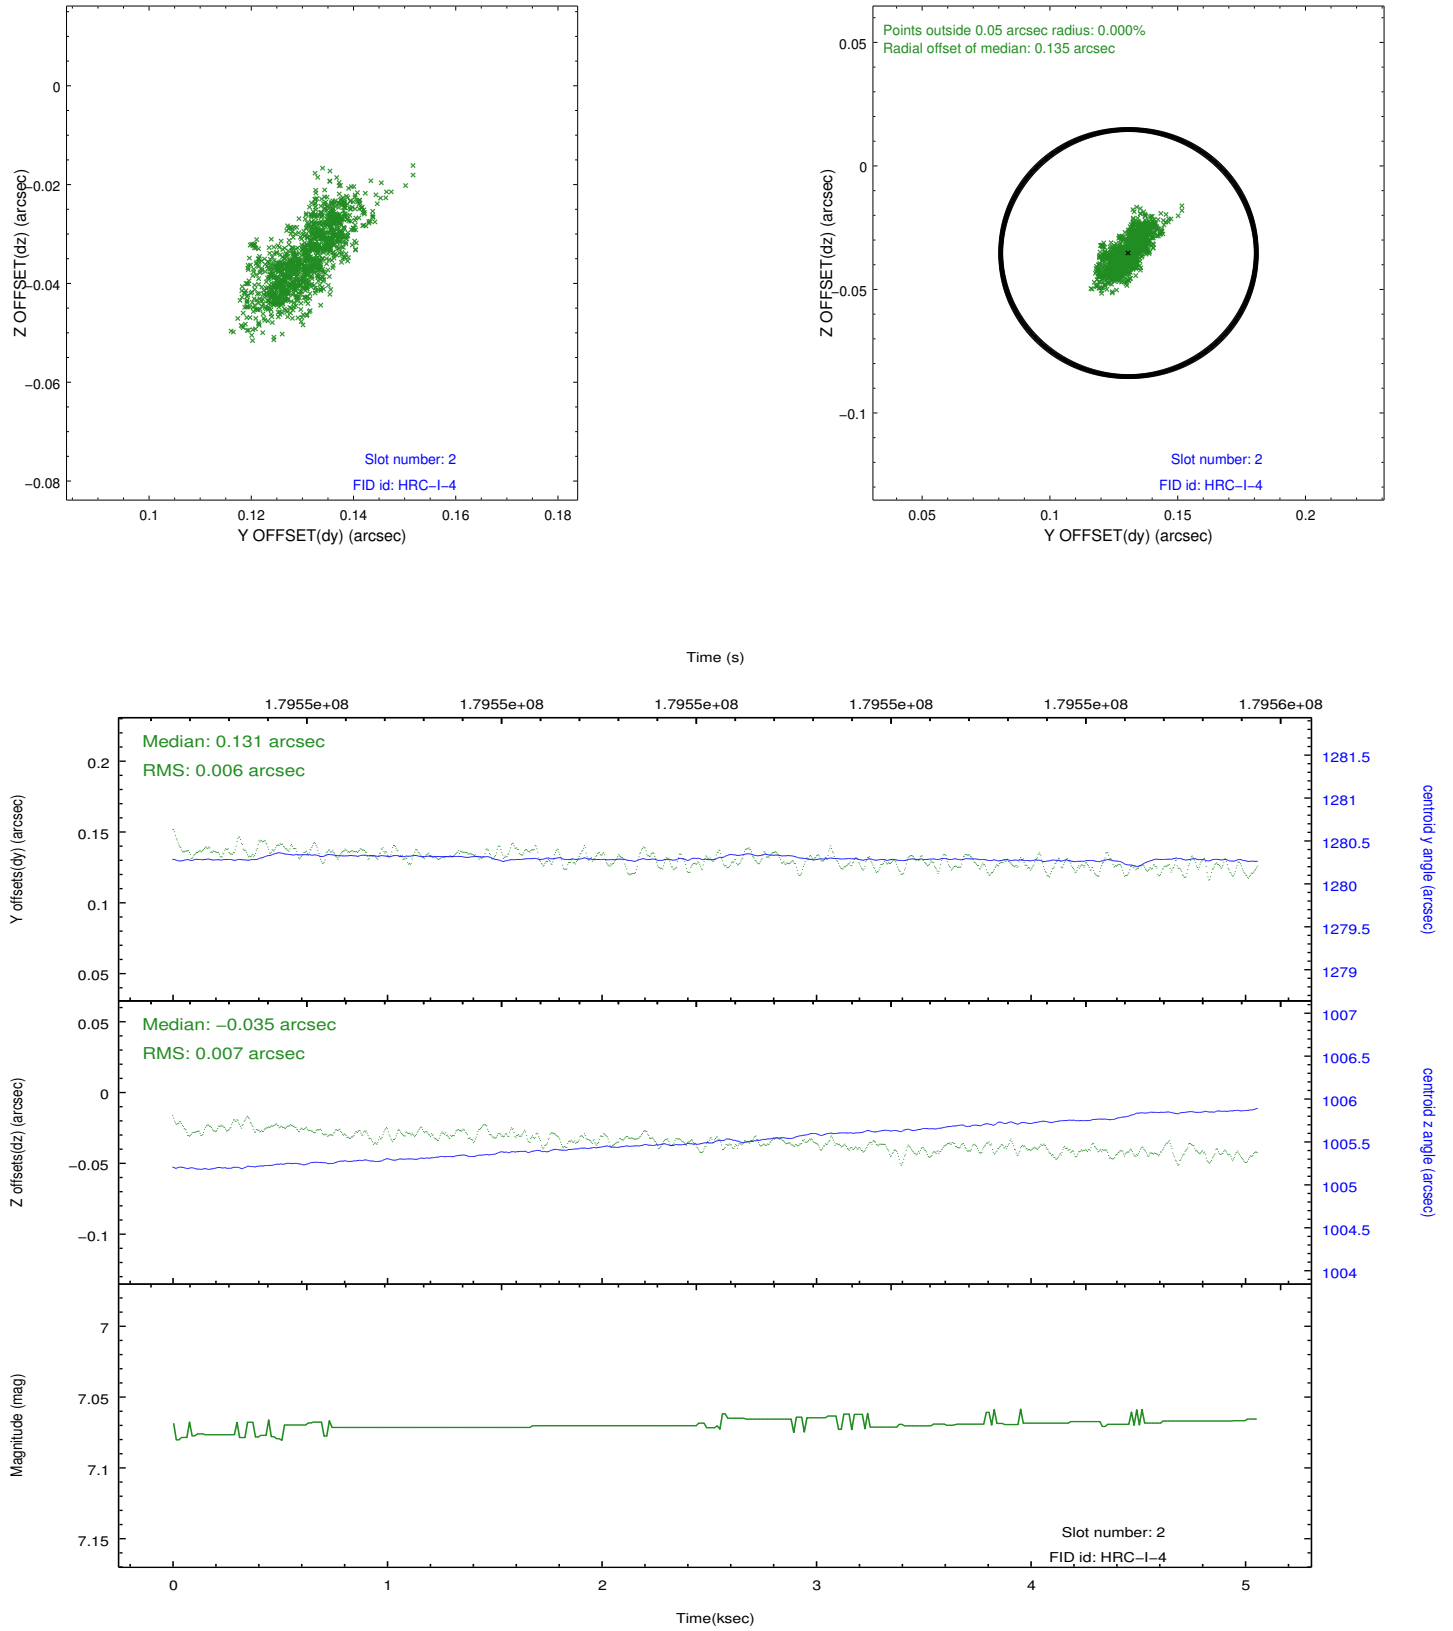 0
−0.02
−0.04
−0.06
−0.08
Z OFFSET(dz) (arcsec)
Slot number: 2
FID id: HRC−I−4
0.1
0.12
0.14
0.16
0.18
Y OFFSET(dy) (arcsec)
Points outside 0.05 arcsec radius: 0.000%
Radial offset of median: 0.135 arcsec
0.05
0
−0.05
−0.1
Z OFFSET(dz) (arcsec)
Slot number: 2
FID id: HRC−I−4
0.05
0.1
0.15
0.2
Y OFFSET(dy) (arcsec)
Time (s)
1.7955e+08
1.7955e+08
1.7955e+08
1.7955e+08
1.7955e+08
1.7956e+08
Median: 0.131 arcsec
RMS: 0.006 arcsec
0.2
0.15
0.1
0.05
Y offsets(dy) (arcsec)
1281.5
1281
1280.5
1280
1279.5
1279
centroid y angle (arcsec)
Median: −0.035 arcsec
RMS: 0.007 arcsec
0.05
0
−0.05
−0.1
Z offsets(dz) (arcsec)
1007
1006.5
1006
1005.5
1005
1004.5
1004
centroid z angle (arcsec)
7
7.05
7.1
7.15
Magnitude (mag)
Slot number: 2
FID id: HRC−I−4
0
1
2
3
4
5
Time(ksec)